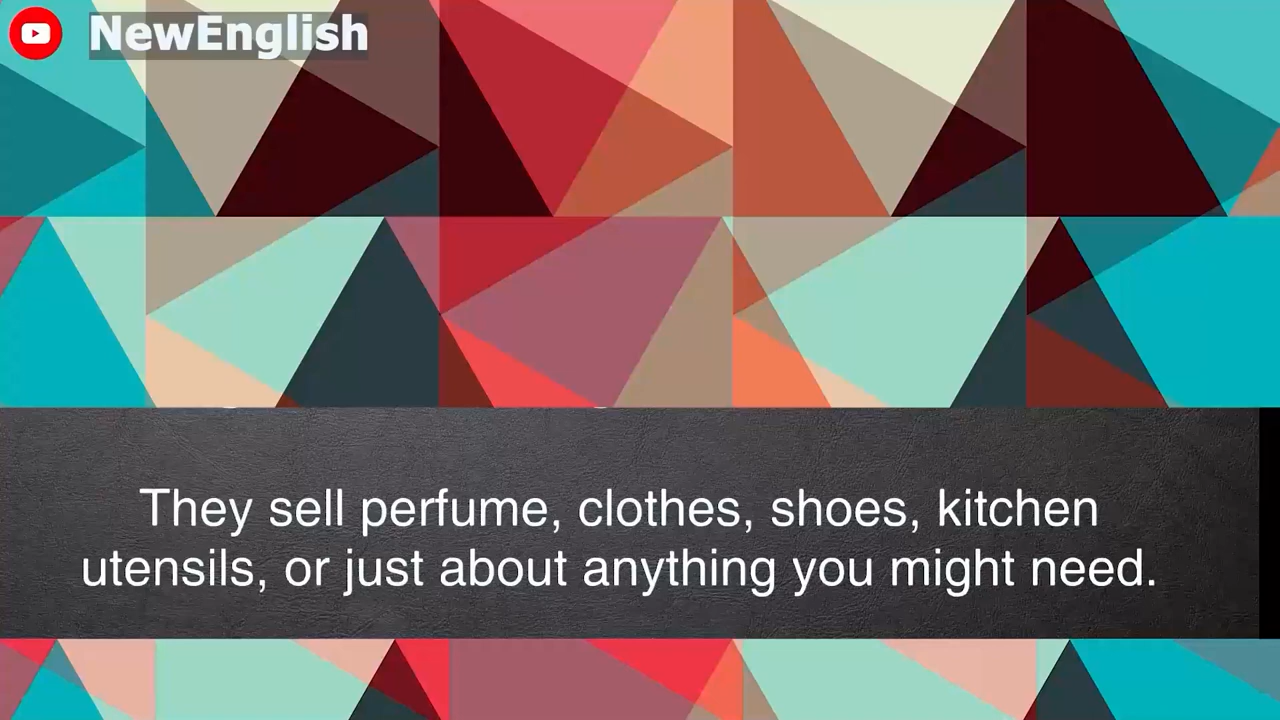 NewEnglish
They sell perfume, clothes, shoes, kitchen
utensils, or just about anything you might need.